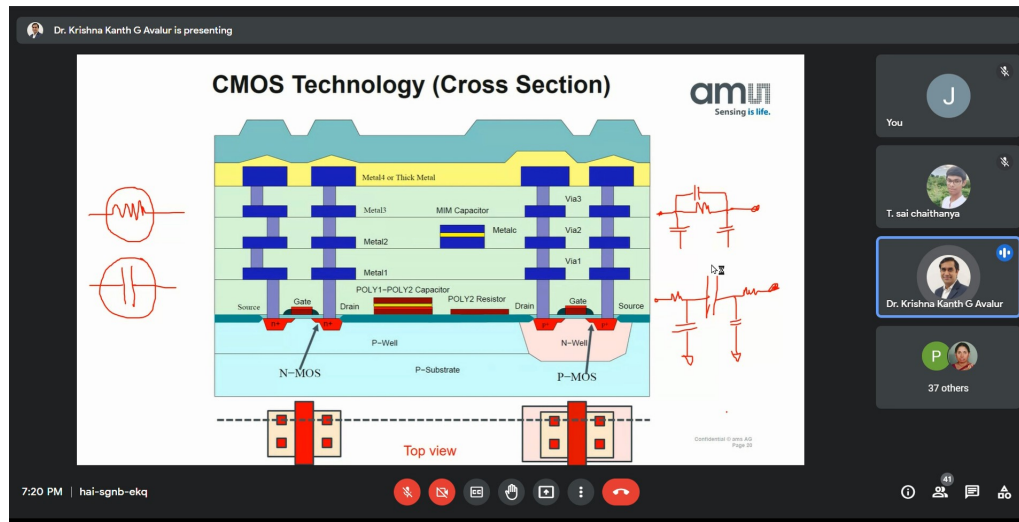 Dr. Krishna Kanth G Avalur is presenting
CMOS Technology (Cross Section)
amu
Sensing is life.
Metal4 or Thick Metal
Via3
Metal3
MIM Capacitor
Metalc
Via2
Metal2
Via1
Metal1
POLY1-POLY2 Capacitor
Source
Gate
Drain
POLY2 Resistor
Drain
Gate
Source
n+
n+
P+
P+
P-Well
N-Well
N-MOS
P-Substrate
P-MOS
Top view
Confidential © ams AG
Page 20
J
You
T. sai chaithanya
Dr. Krishna Kanth G Avalur
P
37 others
7:20 PM | hai-sgnb-ekq
41